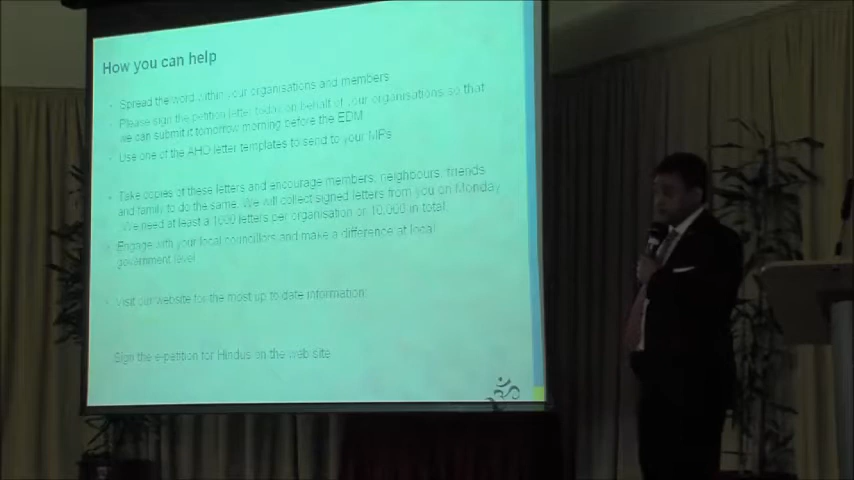 How you can help
Spread the word within your organisations and members
Please sign the petition letter today on behalf of your organisations so that
we can submit it tomorrow morning before the EDM
Use one of the AHO letter templates to send to your MPs
Take copies of these letters and encourage members, neighbours, friends
and family to do the same. We will collect signed letters from you on Monday
. We need at least a 1000 letters per organisation or 10,000 in total.
Engage with your local councillors and make a difference at local
government level.
Visit our website for the most up to date information.
Sign the e-petition for Hindus on the web site
ॐ